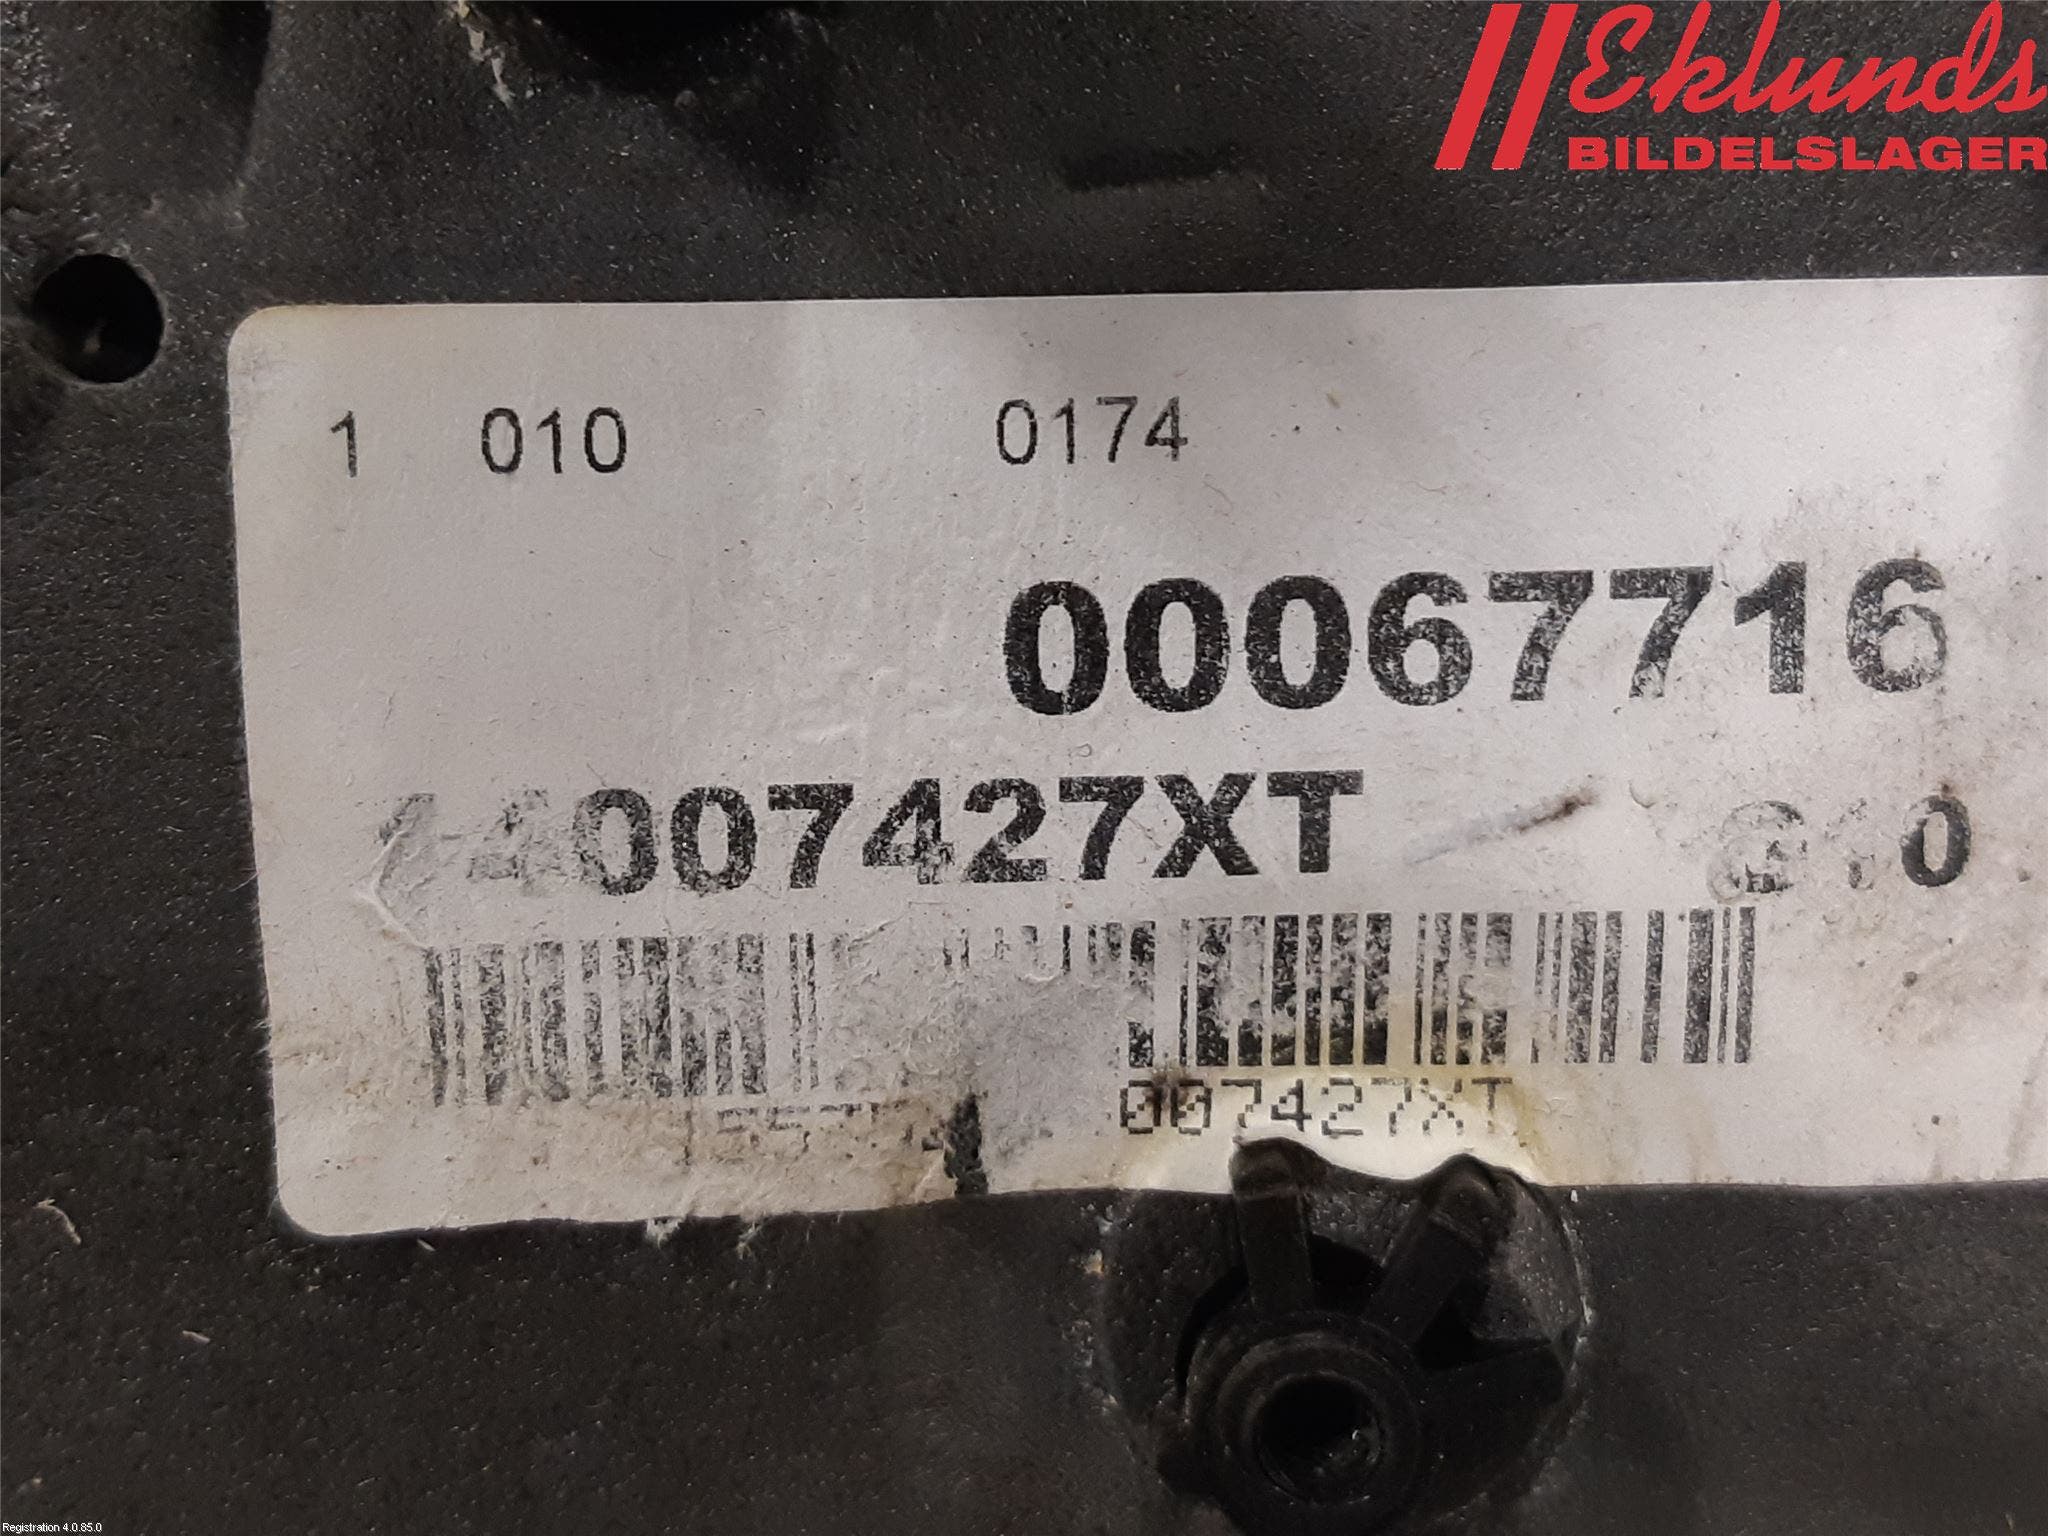 Eklunds
BILDELSLAGER
1 010 0174
00067716
007427XT
007427XT
Registration 4.0.85.0